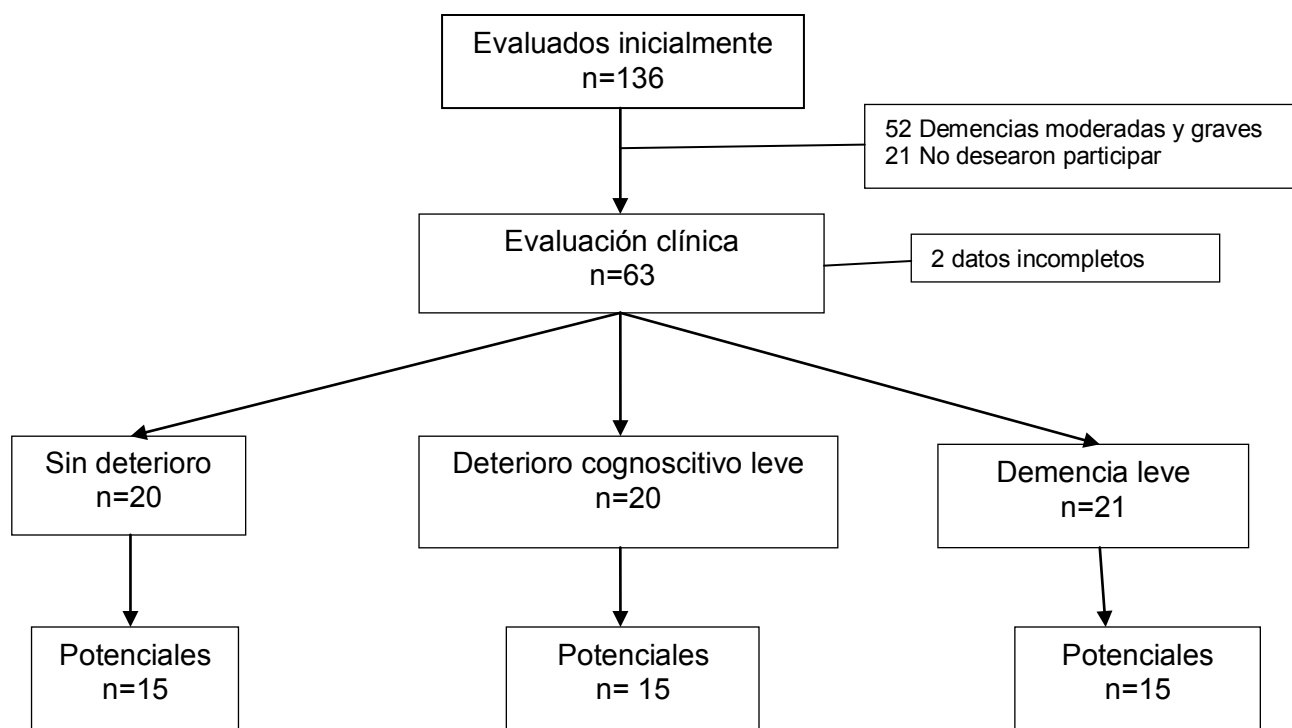 Evaluados inicialmente
n=136
52 Demencias moderadas y graves
21 No desearon participar
Evaluación clínica
n=63
2 datos incompletos
Sin deterioro
n=20
Deterioro cognoscitivo leve
n=20
Demencia leve
n=21
Potenciales
n=15
Potenciales
n= 15
Potenciales
n=15